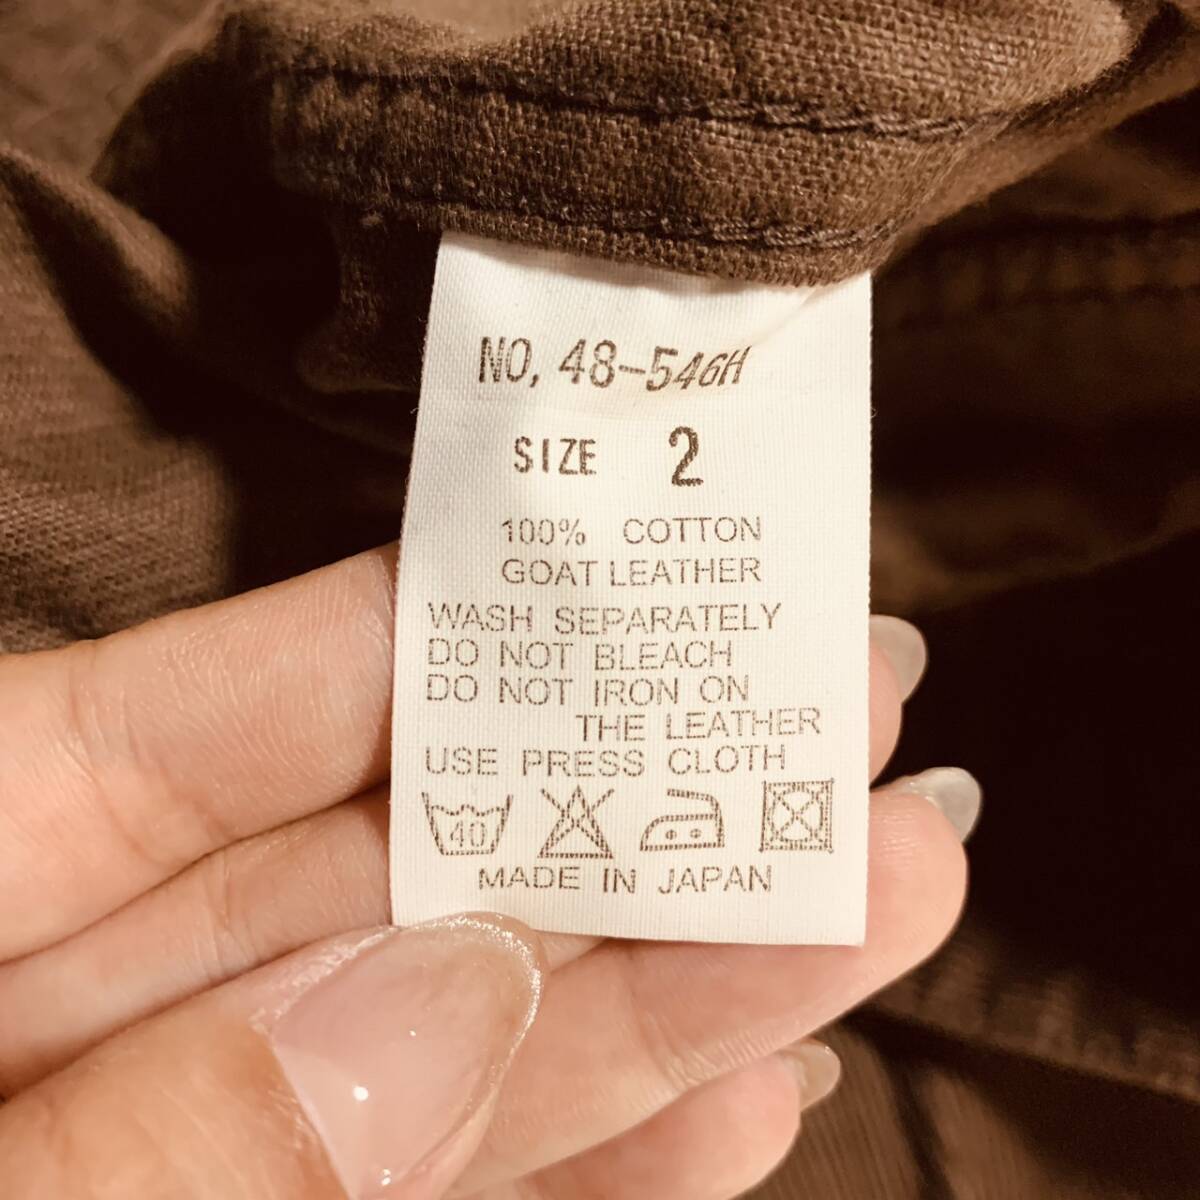 NO, 48-546H
SIZE 2
100% COTTON
GOAT LEATHER
WASH SEPARATELY
DO NOT BLEACH
DO NOT IRON ON
THE LEATHER
USE PRESS CLOTH
40
MADE IN JAPAN